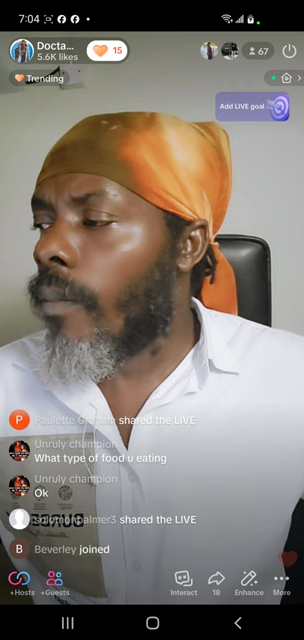 7:04
Docta...
5.6K likes
15
67
Trending
Add LIVE goal
P Paulette Graham shared the LIVE
Unruly champion
What type of food u eating
Unruly champion
Ok
solomonpalmer3 shared the LIVE
B Beverley joined
+Hosts
+Guests
Interact
18
Enhance
More